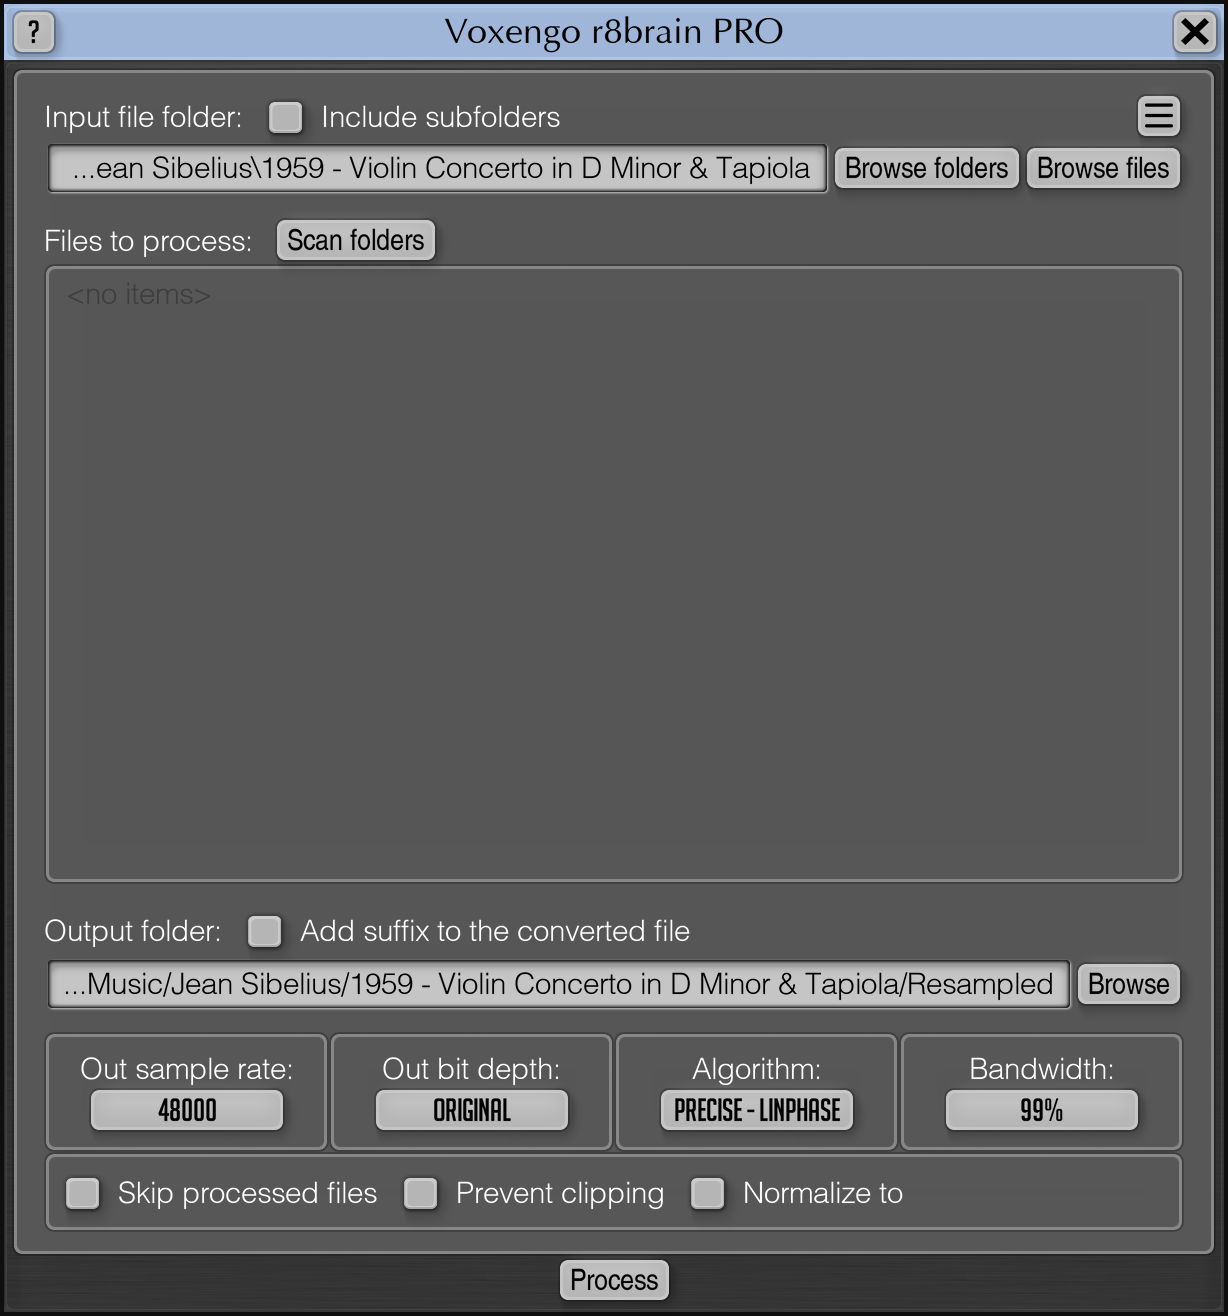 ? Voxengo r8brain PRO
Input file folder: Include subfolders
...ean Sibelius\1959 - Violin Concerto in D Minor & Tapiola Browse folders Browse files
Files to process: Scan folders
<no items>
Output folder: Add suffix to the converted file
...Music/Jean Sibelius/1959 - Violin Concerto in D Minor & Tapiola/Resampled Browse
Out sample rate: Out bit depth: Algorithm: Bandwidth:
48000 ORIGINAL PRECISE - LINPHASE 99%
Skip processed files Prevent clipping Normalize to
Process